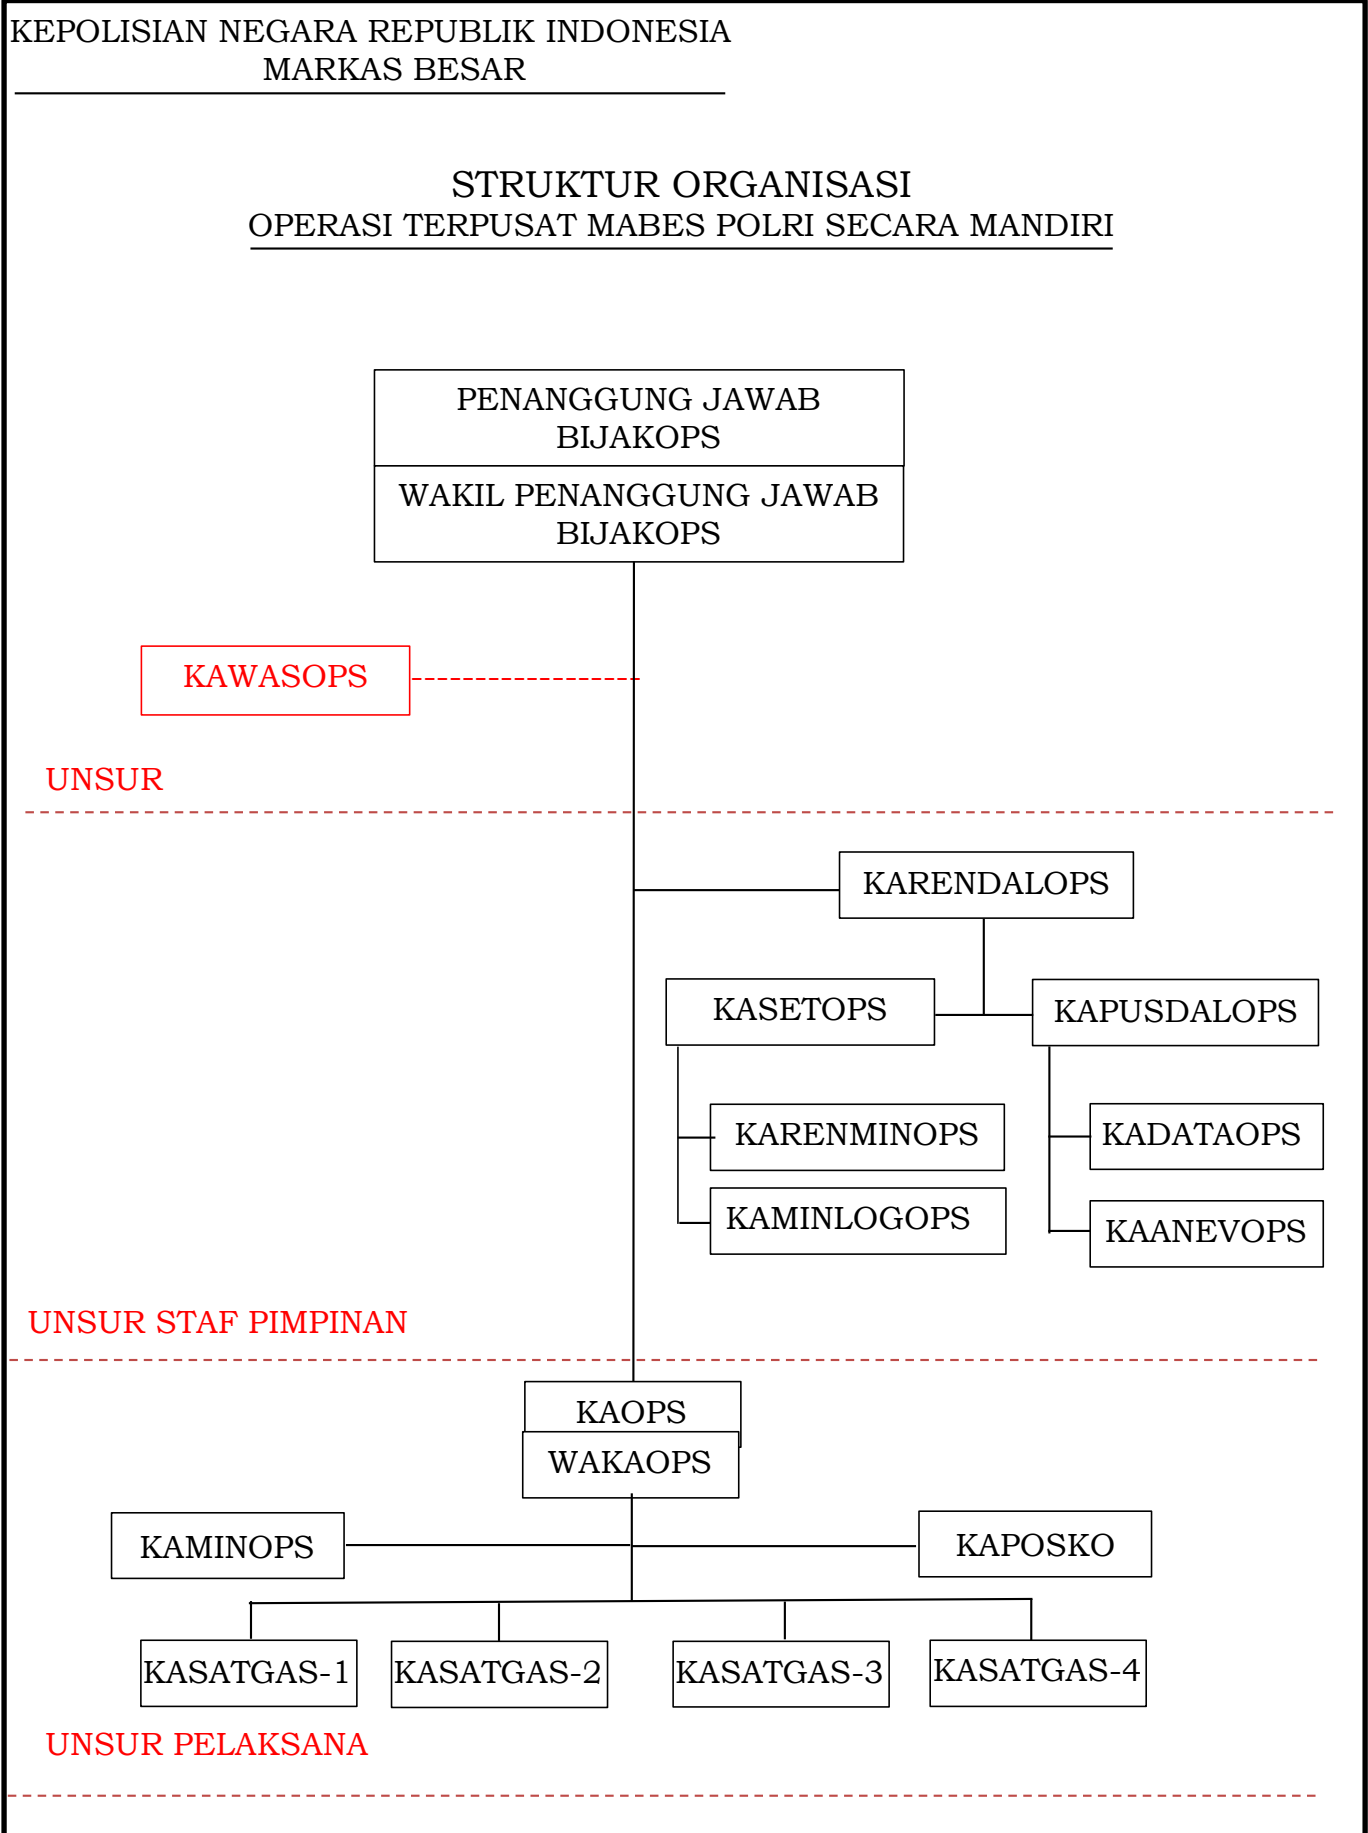 KEPOLISIAN NEGARA REPUBLIK INDONESIA
MARKAS BESAR
STRUKTUR ORGANISASI
OPERASI TERPUSAT MABES POLRI SECARA MANDIRI
PENANGGUNG JAWAB
BIJAKOPS
WAKIL PENANGGUNG JAWAB
BIJAKOPS
KAWASOPS
UNSUR
KARENDALOPS
KASETOPS
KAPUSDALOPS
KARENMINOPS
KADATAOPS
KAMINLOGOPS
KAANEVOPS
UNSUR STAF PIMPINAN
KAOPS
WAKAOPS
KAMINOPS
KAPOSKO
KASATGAS-1
KASATGAS-2
KASATGAS-3
KASATGAS-4
UNSUR PELAKSANA